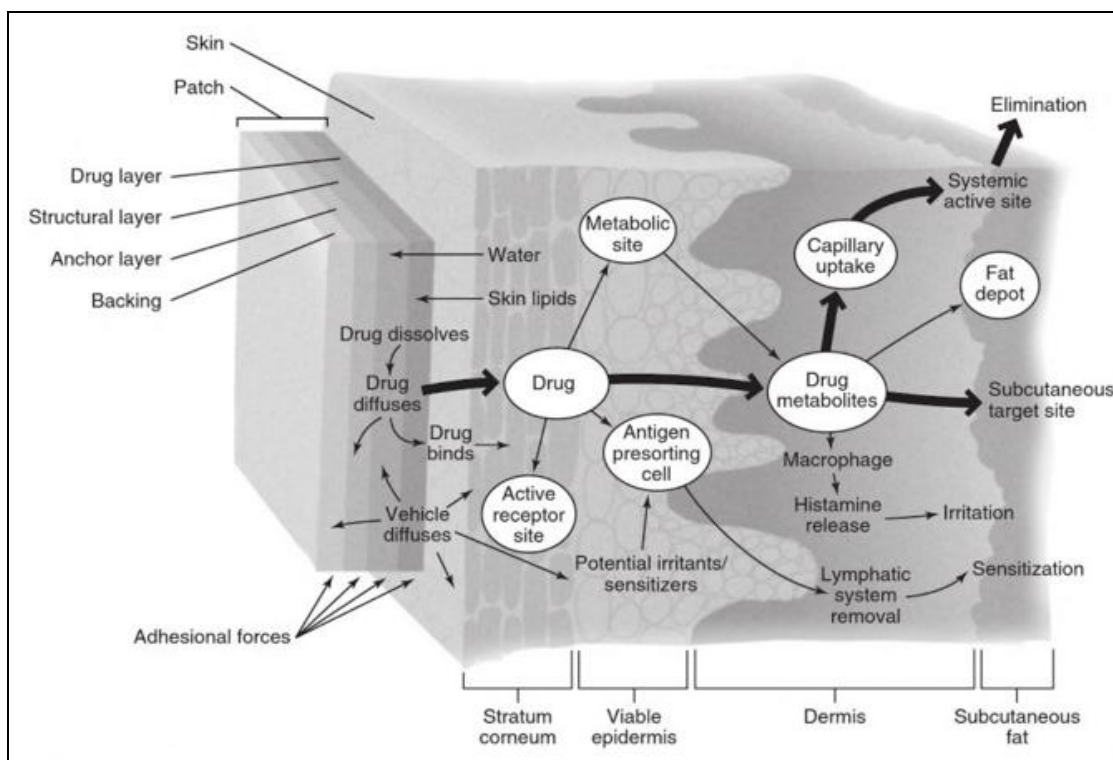 Skin
Patch
Drug layer
Structural layer
Anchor layer
Backing
Water
Skin lipids
Drug dissolves
Drug
diffuses
Drug
binds
Vehicle
diffuses
Adhesional forces
Drug
Metabolic
site
Active
receptor
site
Antigen
presorting
cell
Potential irritants/
sensitizers
Drug
metabolites
Capillary
uptake
Systemic
active site
Elimination
Fat
depot
Subcutaneous
target site
Macrophage
Histamine
release
Irritation
Lymphatic
system
removal
Sensitization
Stratum
corneum
Viable
epidermis
Dermis
Subcutaneous
fat